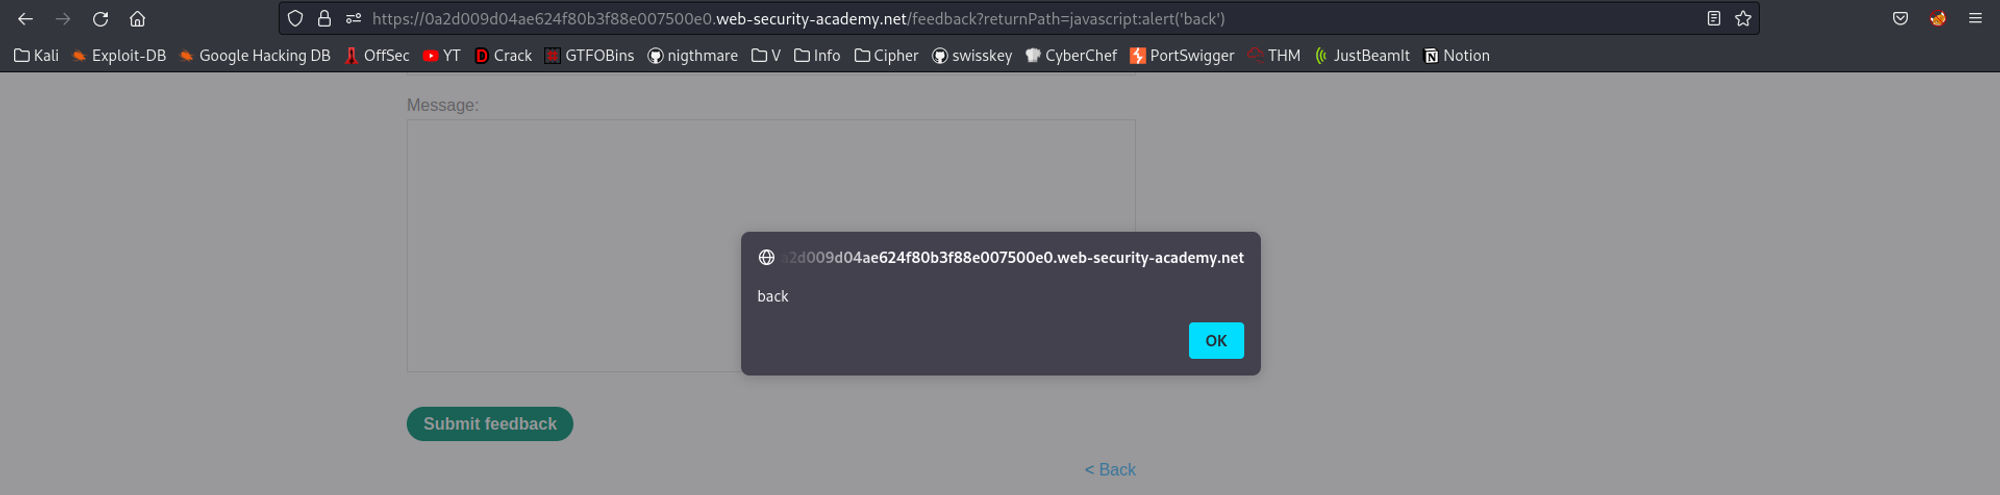 https://0a2d009d04ae624f80b3f88e007500e0.web-security-academy.net/feedback?returnPath=javascript:alert('back')
Kali Exploit-DB Google Hacking DB OffSec YT Crack GTFOBins nigthmare V Info Cipher swisskey CyberChef PortSwigger THM JustBeamIt Notion
Message:
a2d009d04ae624f80b3f88e007500e0.web-security-academy.net
back
OK
Submit feedback
< Back